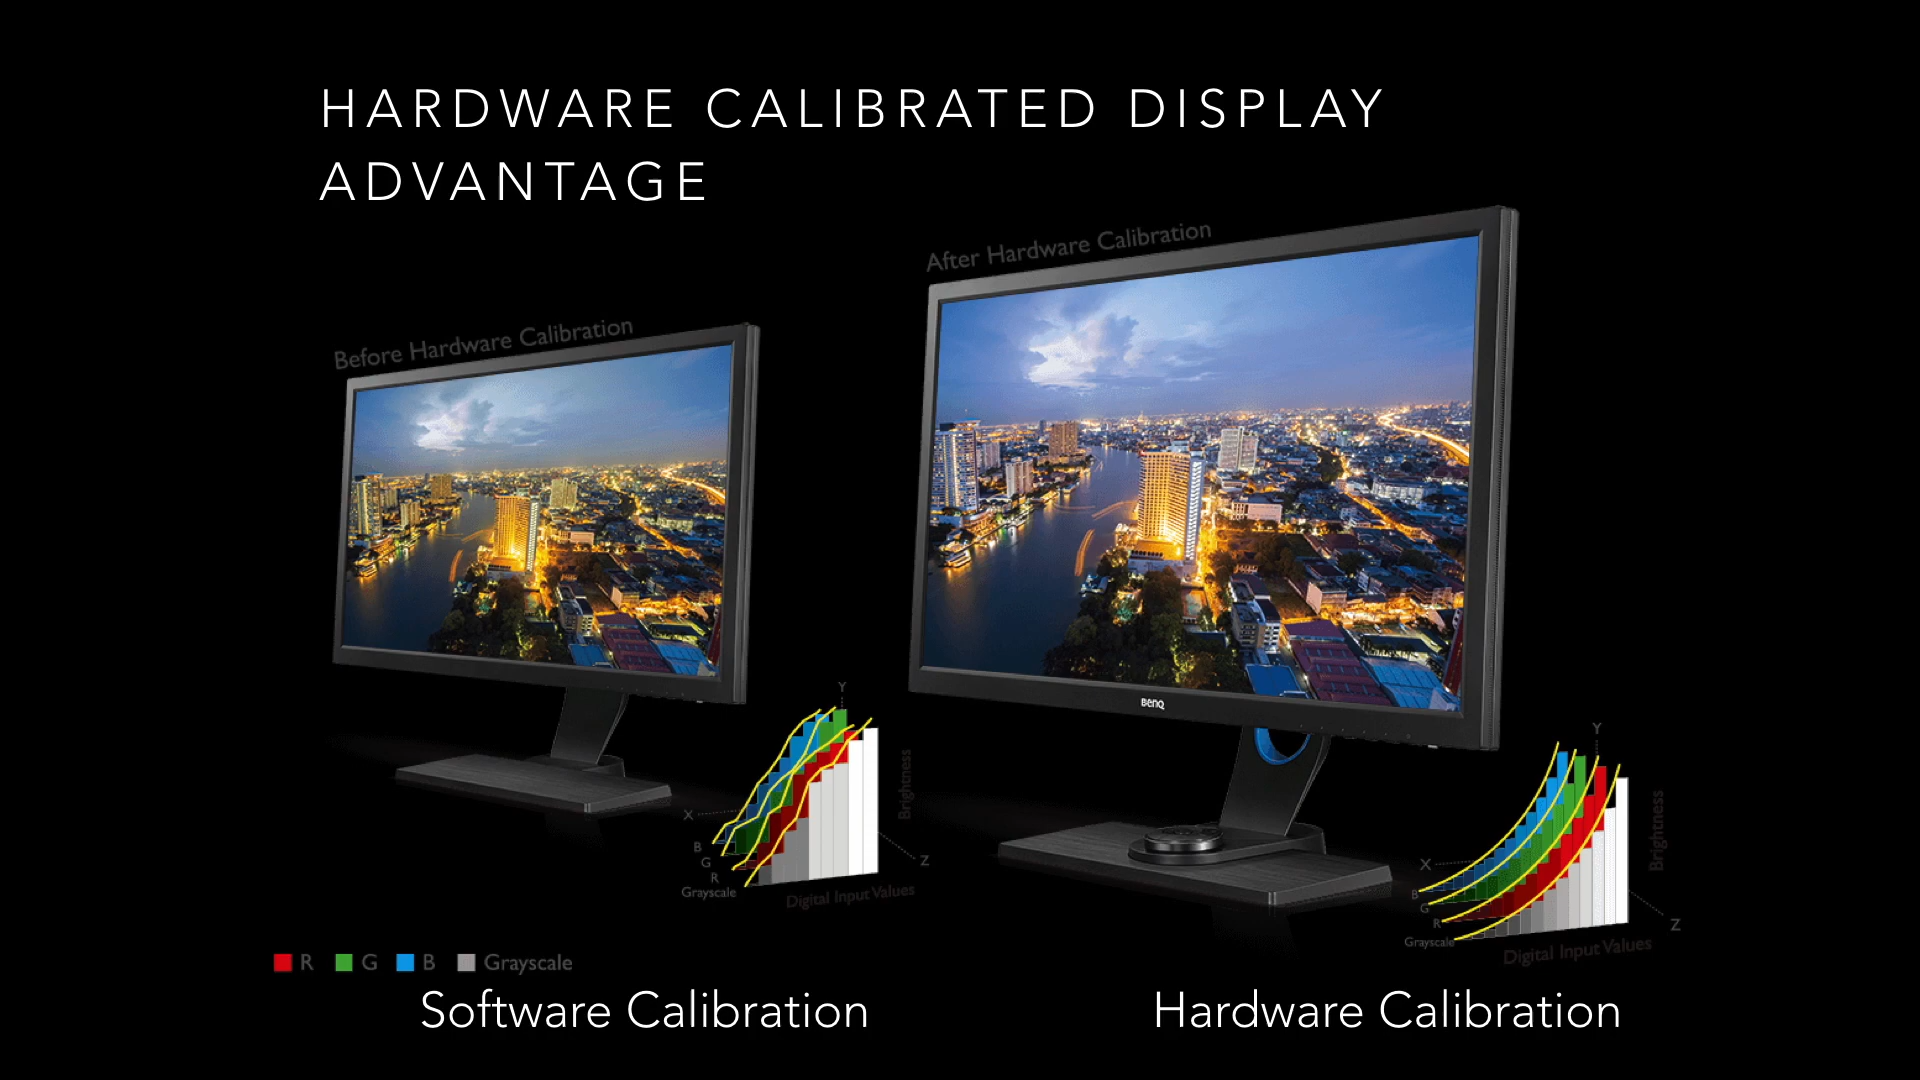 HARDWARE CALIBRATED DISPLAY
ADVANTAGE
After Hardware Calibration
Before Hardware Calibration
BenQ
Y
X
B
G
R
Grayscale
Brightness
Z
Digital Input Values
Y
X
B
G
R
Grayscale
Brightness
Z
Digital Input Values
R G B Grayscale
Software Calibration
Hardware Calibration